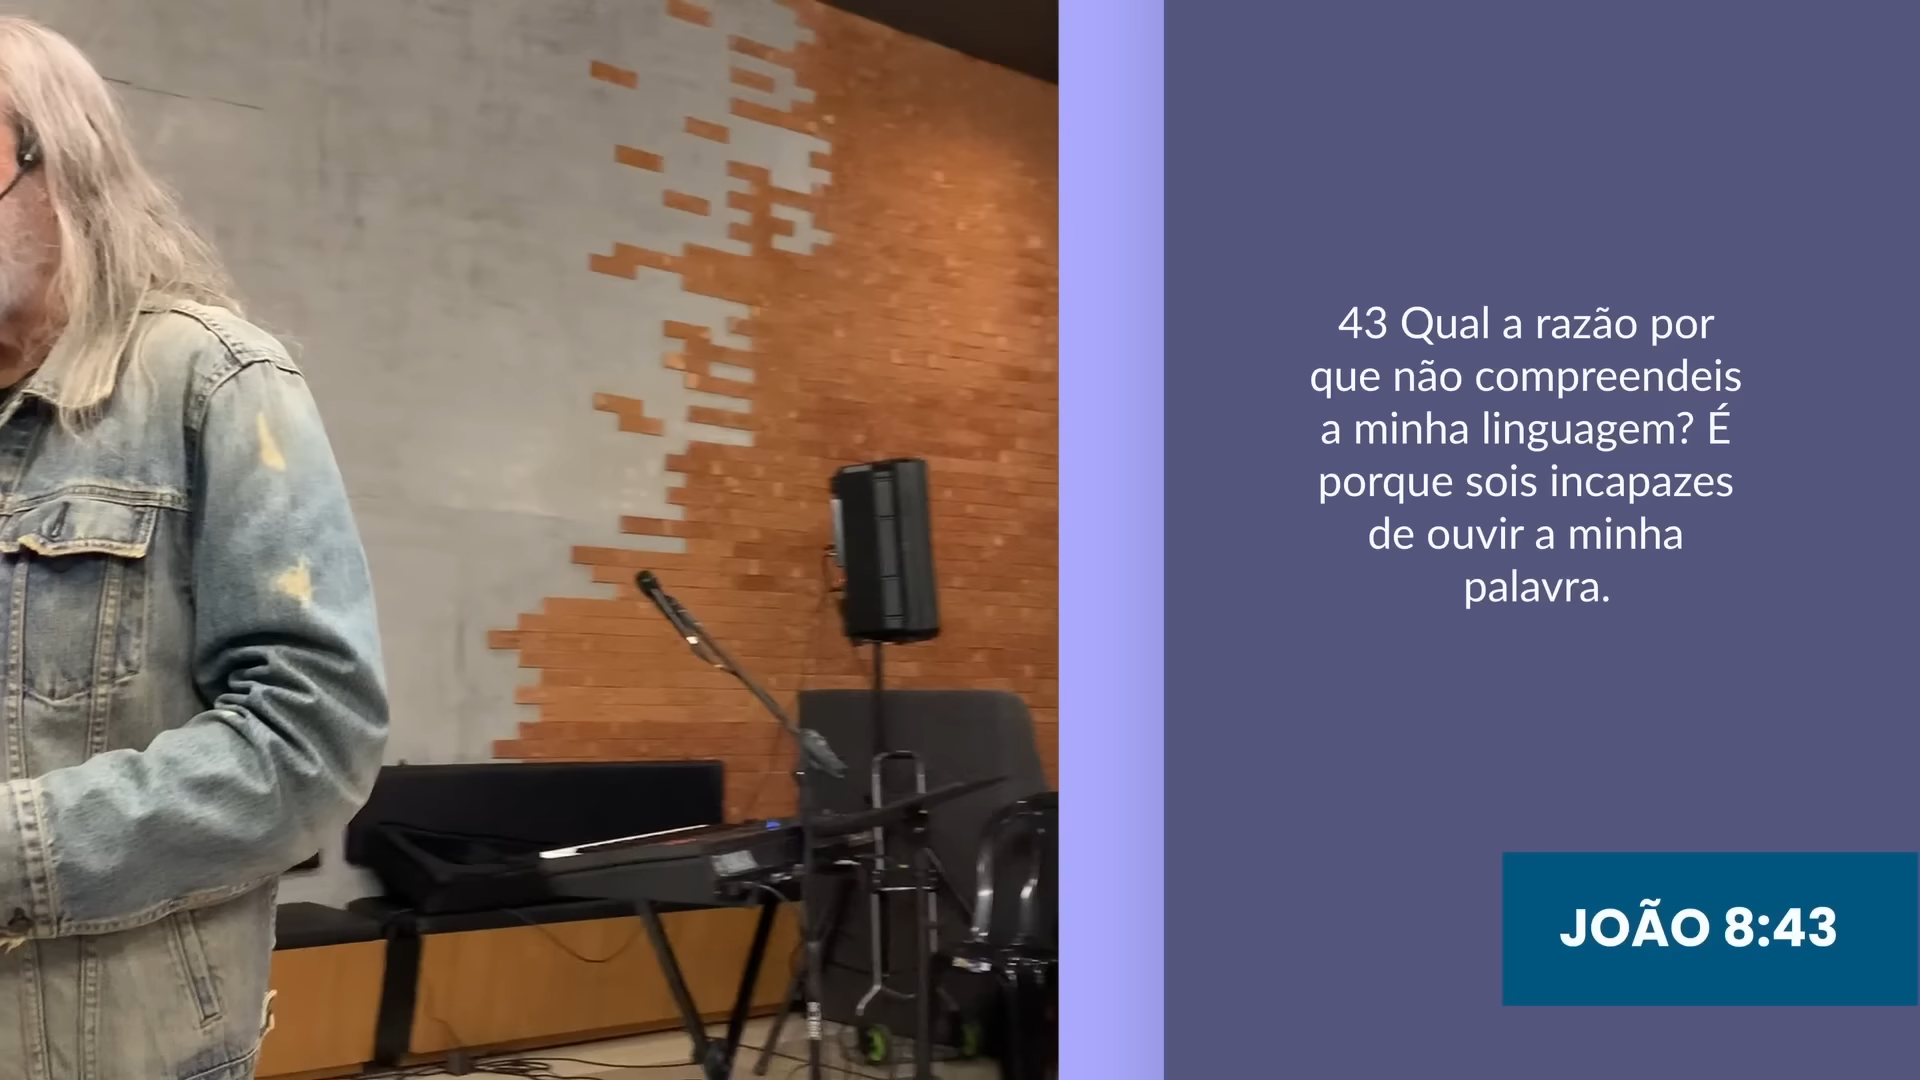 43 Qual a razão por
que não compreendeis
a minha linguagem? É
porque sois incapazes
de ouvir a minha
palavra.
JOÃO 8:43